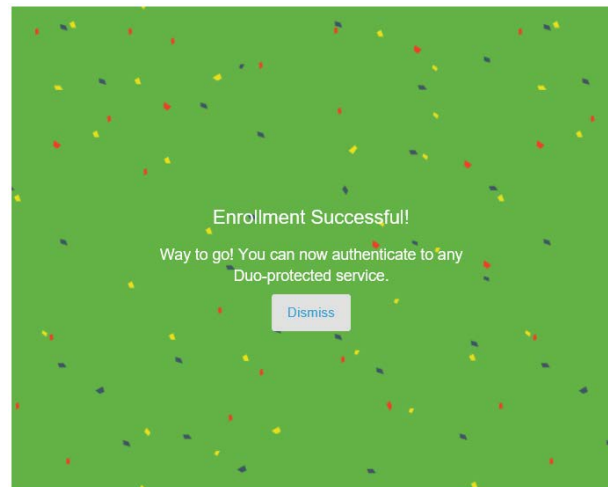 Enrollment Successful!
Way to go! You can now authenticate to any
Duo-protected service.
Dismiss